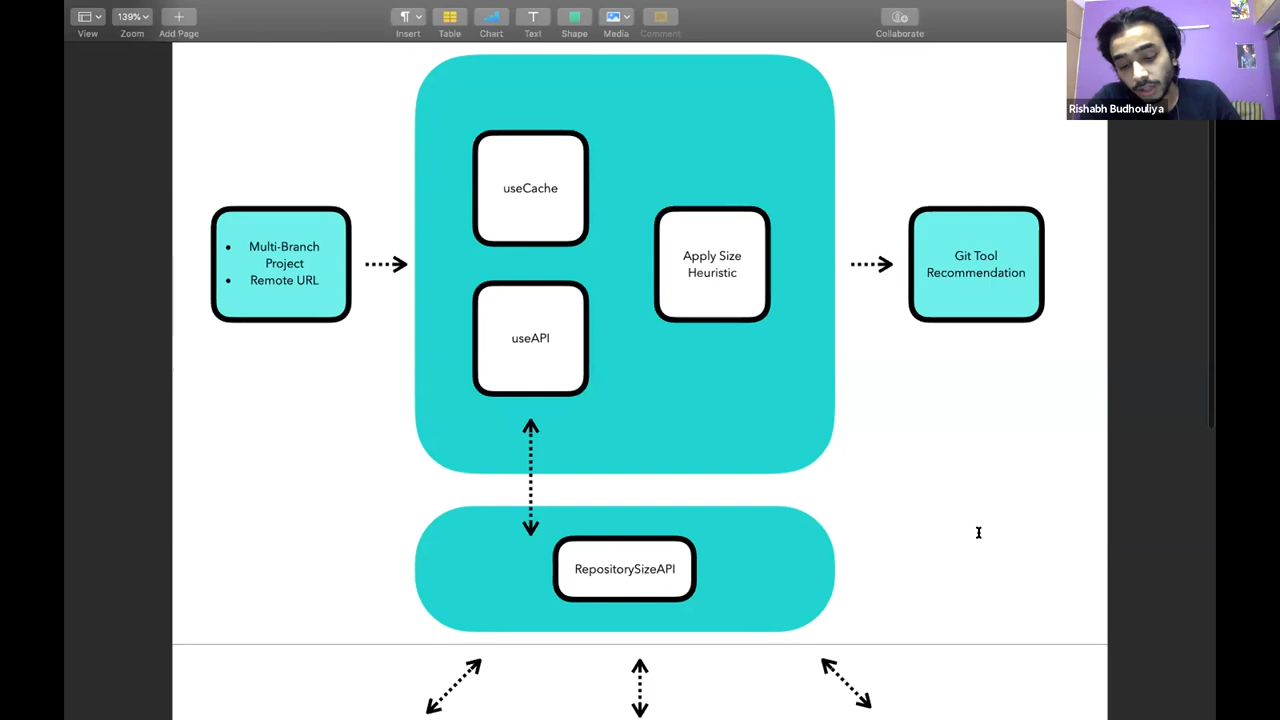 139%
View
Zoom
Add Page
Insert
Table
Chart
Text
Shape
Media
Comment
Collaborate
Rishabh Budhouliya
useCache
• Multi-Branch
Project
• Remote URL
Apply Size
Heuristic
Git Tool
Recommendation
useAPI
RepositorySizeAPI